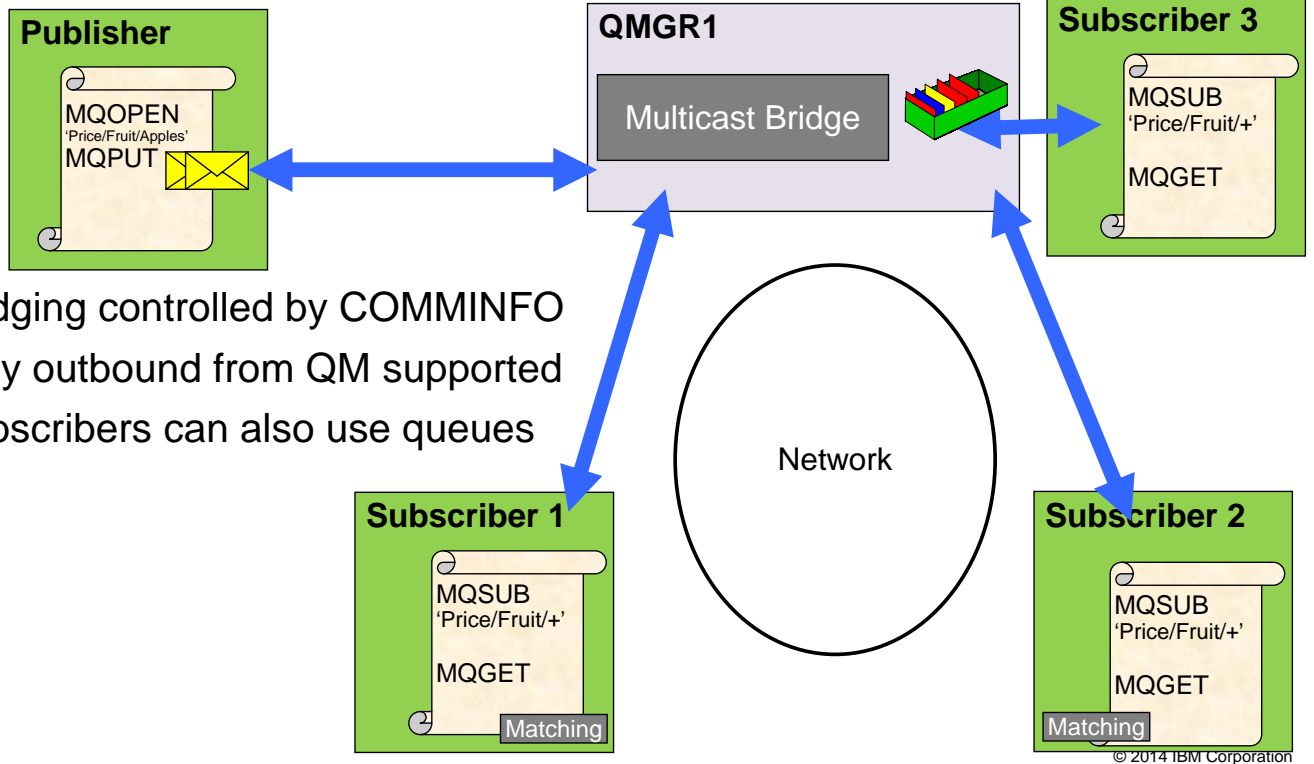 Publisher
MQOPEN
'Price/Fruit/Apples'
MQPUT
QMGR1
Multicast Bridge
Subscriber 3
MQSUB
'Price/Fruit/+'
MQGET
dging controlled by COMMINFO
y outbound from QM supported
oscribers can also use queues
Network
Subscriber 1
MQSUB
'Price/Fruit/+'
MQGET
Matching
Subscriber 2
MQSUB
'Price/Fruit/+'
MQGET
Matching
© 2014 IBM Corporation